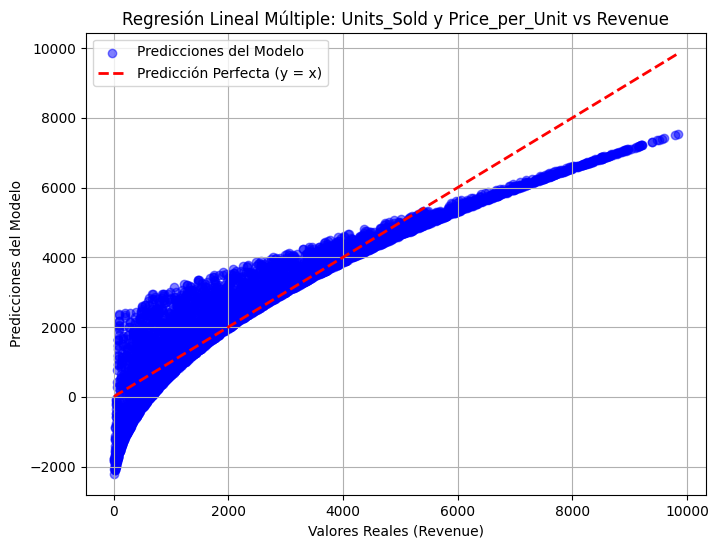 Regresión Lineal Múltiple: Units_Sold y Price_per_Unit vs Revenue
Predicciones del Modelo
Predicción Perfecta (y = x)
10000
8000
6000
4000
2000
0
−2000
Predicciones del Modelo
0
2000
4000
6000
8000
10000
Valores Reales (Revenue)